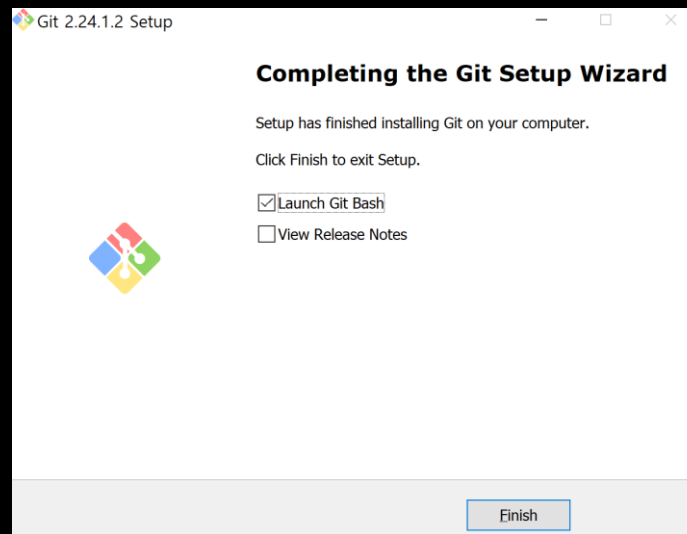 Git 2.24.1.2 Setup
Completing the Git Setup Wizard
Setup has finished installing Git on your computer.
Click Finish to exit Setup.
Launch Git Bash
View Release Notes
Finish